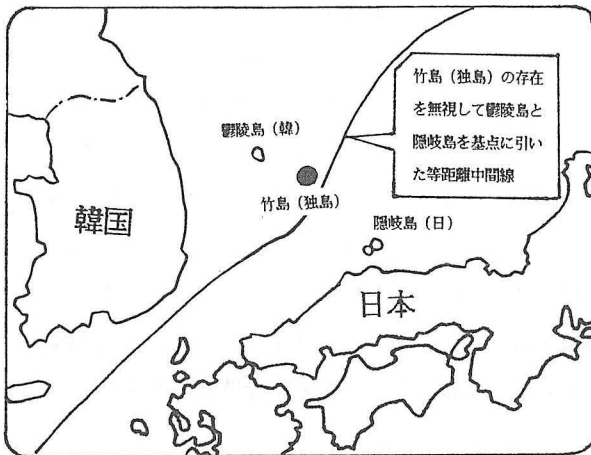 竹島（独島）の存在
を無視して鬱陵島と
隠岐島を基点に引い
た等距離中間線
鬱陵島（韓）
竹島（独島）
隠岐島（日）
韓国
日本